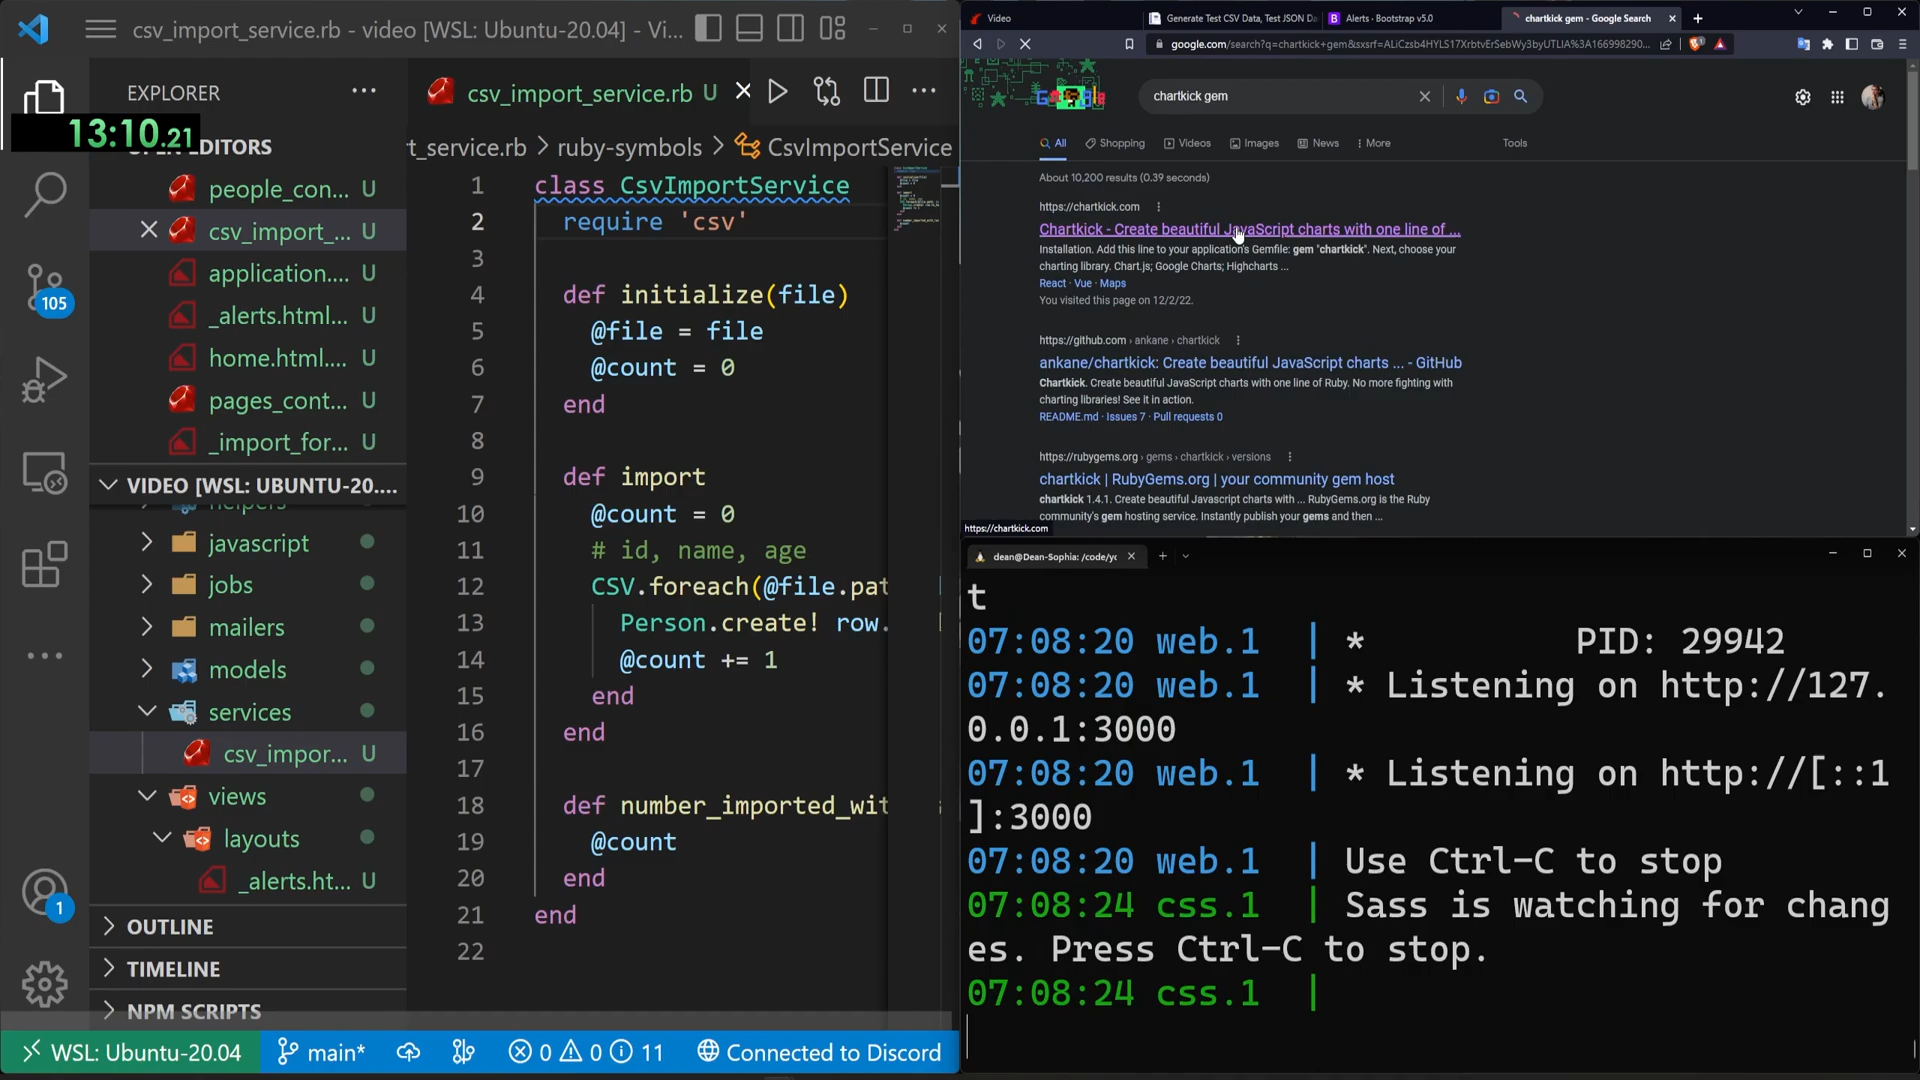 csv_import_service.rb - video [WSL: Ubuntu-20.04] - Vi...
EXPLORER
13:10.21
OPEN EDITORS
people_con... U
csv_import_... U
application... U
_alerts.html... U
home.html.... U
pages_cont... U
_import_for... U
105
VIDEO [WSL: UBUNTU-20....
helpers
javascript
jobs
mailers
models
services
csv_impor... U
views
layouts
_alerts.ht... U
1
OUTLINE
TIMELINE
NPM SCRIPTS
WSL: Ubuntu-20.04
main*
0 0 11
Connected to Discord
csv_import_service.rb U
t_service.rb > ruby-symbols > CsvImportService
1 class CsvImportService
2 require 'csv'
3
4 def initialize(file)
5 @file = file
6 @count = 0
7 end
8
9 def import
10 @count = 0
11 # id, name, age
12 CSV.foreach(@file.pat
13 Person.create! row.
14 @count += 1
15 end
16 end
17
18 def number_imported_wit
19 @count
20 end
21 end
22
Video
Generate Test CSV Data, Test JSON Da
Alerts · Bootstrap v5.0
chartkick gem - Google Search
google.com/search?q=chartkick+gem&sxsrf=ALiCzsb4HYLS17XrbtvErSebWy3byUTLIA%3A166998290...
chartkick gem
All
Shopping
Videos
Images
News
More
Tools
About 10,200 results (0.39 seconds)
https://chartkick.com
Chartkick - Create beautiful JavaScript charts with one line of ...
Installation. Add this line to your application's Gemfile: gem "chartkick". Next, choose your
charting library. Chart.js; Google Charts; Highcharts ...
React · Vue · Maps
You visited this page on 12/2/22.
https://github.com › ankane › chartkick
ankane/chartkick: Create beautiful JavaScript charts ... - GitHub
Chartkick. Create beautiful JavaScript charts with one line of Ruby. No more fighting with
charting libraries! See it in action.
README.md · Issues 7 · Pull requests 0
https://rubygems.org › gems › chartkick › versions
chartkick | RubyGems.org | your community gem host
chartkick 1.4.1. Create beautiful Javascript charts with ... RubyGems.org is the Ruby
community's gem hosting service. Instantly publish your gems and then ...
https://chartkick.com
dean@Dean-Sophia: /code/yc
t
07:08:20 web.1 | * PID: 29942
07:08:20 web.1 | * Listening on http://127.
0.0.1:3000
07:08:20 web.1 | * Listening on http://[::1
]:3000
07:08:20 web.1 | Use Ctrl-C to stop
07:08:24 css.1 | Sass is watching for chang
es. Press Ctrl-C to stop.
07:08:24 css.1 |